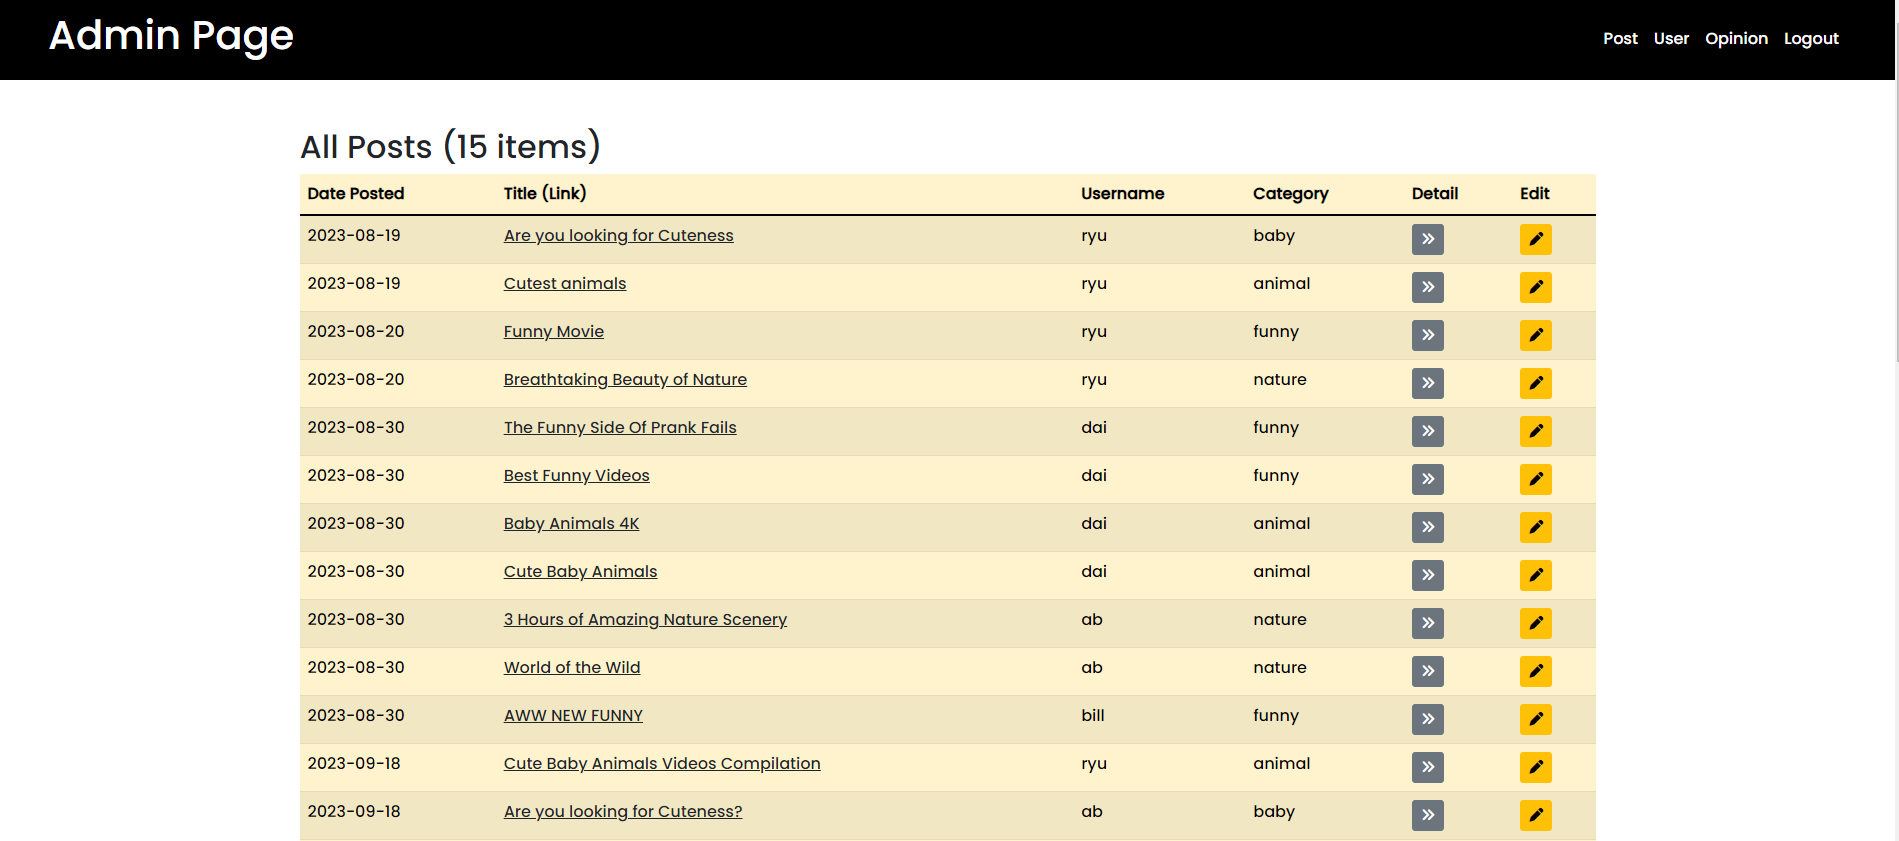 Admin Page
Post User Opinion Logout
All Posts (15 items)
Date Posted Title (Link) Username Category Detail Edit
2023-08-19 Are you looking for Cuteness ryu baby
2023-08-19 Cutest animals ryu animal
2023-08-20 Funny Movie ryu funny
2023-08-20 Breathtaking Beauty of Nature ryu nature
2023-08-30 The Funny Side Of Prank Fails dai funny
2023-08-30 Best Funny Videos dai funny
2023-08-30 Baby Animals 4K dai animal
2023-08-30 Cute Baby Animals dai animal
2023-08-30 3 Hours of Amazing Nature Scenery ab nature
2023-08-30 World of the Wild ab nature
2023-08-30 AWW NEW FUNNY bill funny
2023-09-18 Cute Baby Animals Videos Compilation ryu animal
2023-09-18 Are you looking for Cuteness? ab baby